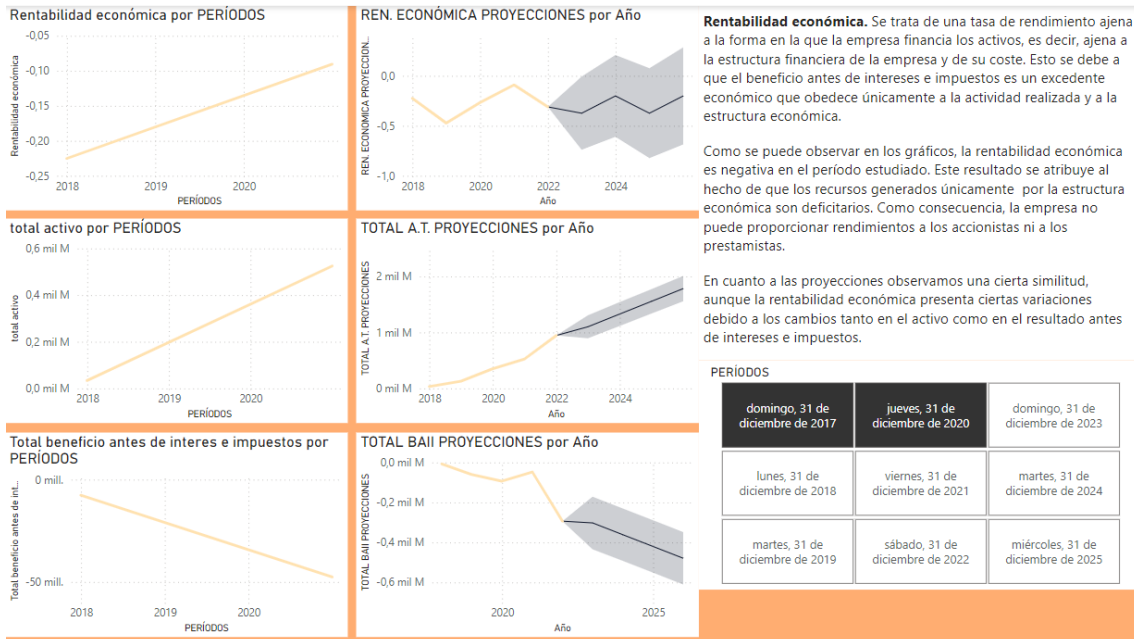 Rentabilidad económica por PERÍODOS
-0,05
-0,10
-0,15
-0,20
-0,25
Rentabilidad económica
2018
2019
2020
PERÍODOS
REN. ECONÓMICA PROYECCIONES por Año
REN. ECONOMICA PROYECCION...
0,0
-0,5
-1,0
2018
2020
2022
2024
Año
total activo por PERÍODOS
0,6 mil M
0,4 mil M
0,2 mil M
0,0 mil M
total activo
2018
2019
2020
PERÍODOS
TOTAL A.T. PROYECCIONES por Año
TOTAL A.T. PROYECCIONES
2 mil M
1 mil M
0 mil M
2018
2020
2022
2024
Año
Total beneficio antes de interes e impuestos por
PERÍODOS
Total beneficio antes de int...
0 mill.
-50 mill.
2018
2019
2020
PERÍODOS
TOTAL BAII PROYECCIONES por Año
TOTAL BAII PROYECCIONES
0,0 mil M
-0,2 mil M
-0,4 mil M
-0,6 mil M
2020
2025
Año
Rentabilidad económica. Se trata de una tasa de rendimiento ajena
a la forma en la que la empresa financia los activos, es decir, ajena a
la estructura financiera de la empresa y de su coste. Esto se debe a
que el beneficio antes de intereses e impuestos es un excedente
económico que obedece únicamente a la actividad realizada y a la
estructura económica.
Como se puede observar en los gráficos, la rentabilidad económica
es negativa en el período estudiado. Este resultado se atribuye al
hecho de que los recursos generados únicamente por la estructura
económica son deficitarios. Como consecuencia, la empresa no
puede proporcionar rendimientos a los accionistas ni a los
prestamistas.
En cuanto a las proyecciones observamos una cierta similitud,
aunque la rentabilidad económica presenta ciertas variaciones
debido a los cambios tanto en el activo como en el resultado antes
de intereses e impuestos.
PERÍODOS
domingo, 31 de
diciembre de 2017
jueves, 31 de
diciembre de 2020
domingo, 31 de
diciembre de 2023
lunes, 31 de
diciembre de 2018
viernes, 31 de
diciembre de 2021
martes, 31 de
diciembre de 2024
martes, 31 de
diciembre de 2019
sábado, 31 de
diciembre de 2022
miércoles, 31 de
diciembre de 2025